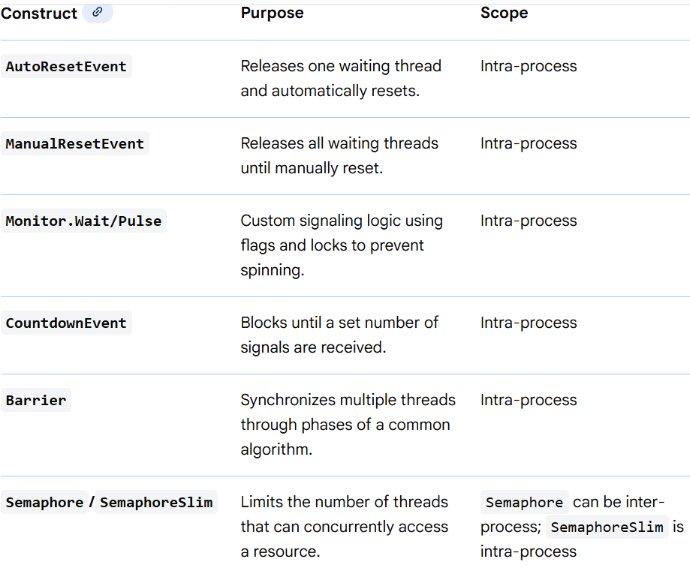 Construct Purpose Scope
AutoResetEvent Releases one waiting thread Intra-process
and automatically resets.
ManualResetEvent Releases all waiting threads Intra-process
until manually reset.
Monitor.Wait/Pulse Custom signaling logic using Intra-process
flags and locks to prevent
spinning.
CountdownEvent Blocks until a set number of Intra-process
signals are received.
Barrier Synchronizes multiple threads Intra-process
through phases of a common
algorithm.
Semaphore / SemaphoreSlim Limits the number of threads Semaphore can be inter-
that can concurrently access process; SemaphoreSlim is
a resource. intra-process